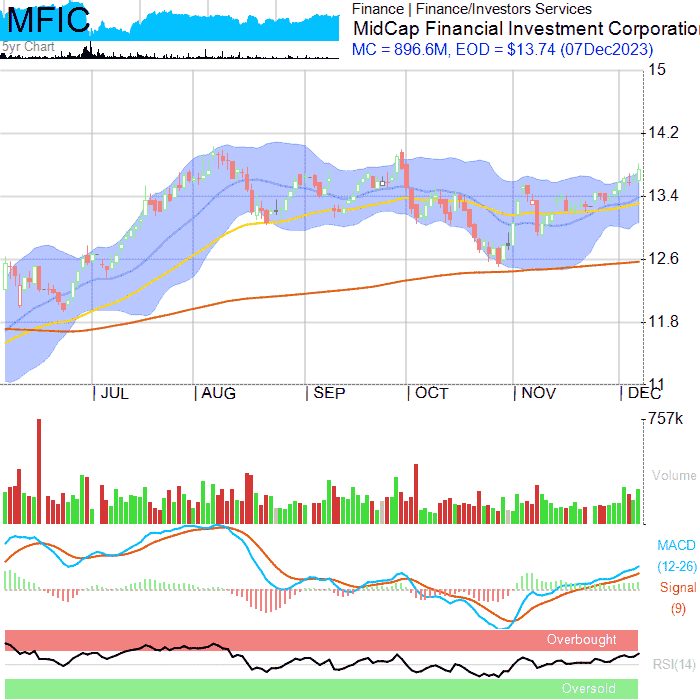 MFIC
5yr Chart
Finance | Finance/Investors Services
MidCap Financial Investment Corporation
MC = 896.6M, EOD = $13.74 (07Dec2023)
15
14.2
13.4
12.6
11.8
11
JUL AUG SEP OCT NOV DEC
757k
Volume
MACD
(12-26)
Signal
(9)
Overbought
RSI(14)
Oversold